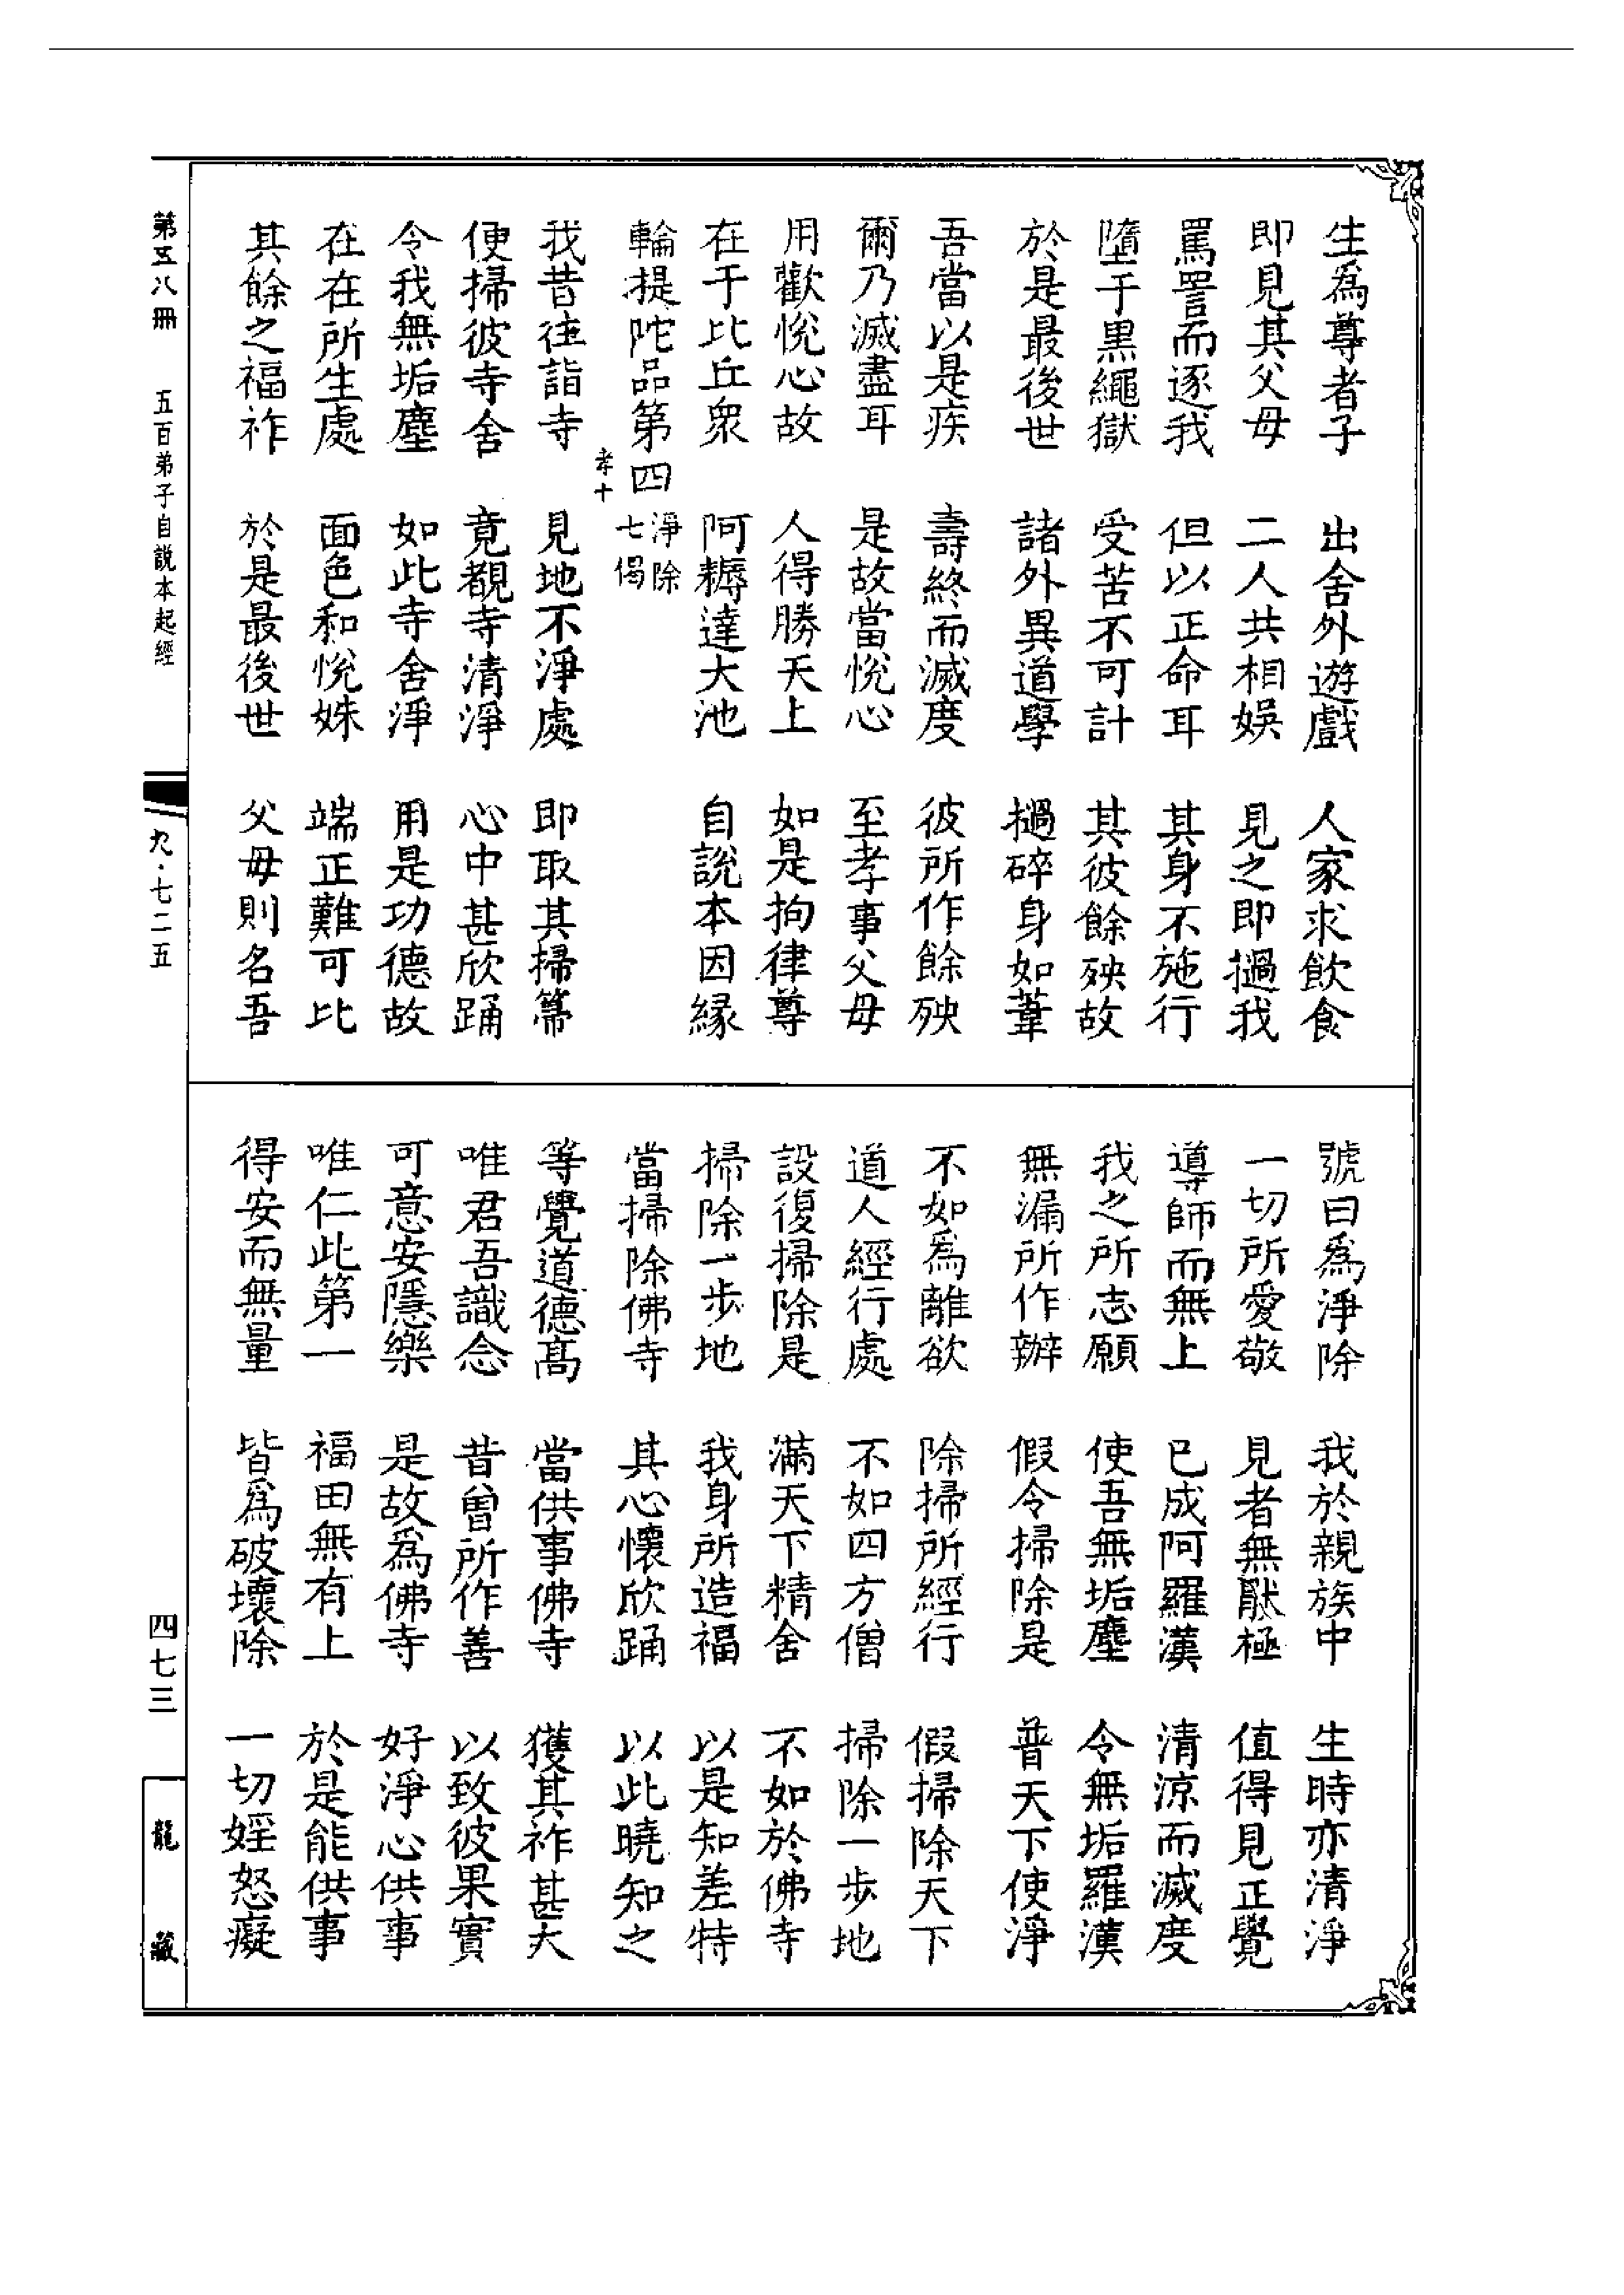 生爲尊者子　出舍外遊戲　人家求飲食
即見其父母　二人共相娛　見之即撾我
罵詈而逐我　但以正命耳　其身不施行
墮于黑繩獄　受苦不可計　其彼餘殃故
於是最後世　諸外異道學　撾碎身如葦
吾當以是疾　壽終而滅度　彼所作餘殃
爾乃滅盡耳　是故當悅心　至孝事父母
用歡悅心故　人得勝天上　如是拘律尊
在于比丘衆　阿耨達大池　自說本因緣
輪提陀品第四　淨除七偈
孝十
我昔往詣寺　見地不淨處　即取其掃箒
便掃彼寺舍　竟覩寺清淨　心中甚欣踊
令我無垢塵　如此寺舍淨　用是功德故
在在所生處　面色和悅姝　端正難可比
其餘之福祚　於是最後世　父母則名吾
號曰爲淨除　我於親族中　生時亦清淨
一切所愛敬　見者無猒極　值得見正覺
導師而無上　已成阿羅漢　清涼而滅度
我之所志願　使吾無垢塵　令無垢羅漢
無漏所作辦　假令掃除是　普天下使淨
不如爲離欲　除掃所經行　假掃除天下
道人經行處　不如四方僧　掃除一步地
設復掃除是　滿天下精舍　不如於佛寺
掃除一步地　我身所造福　以是知差特
當掃除佛寺　其心懷欣踊　以此曉知之
等覺道德高　當供事佛寺　獲其祚甚大
唯君吾識念　昔曾所作善　以致彼果實
可意安隱樂　是故爲佛寺　好淨心供事
唯仁此第一　福田無有上　於是能供事
得安而無量　皆爲破壞除　一切婬怒癡
第五八冊　五百弟子自說本起經
九·七二五
四七三
龍藏